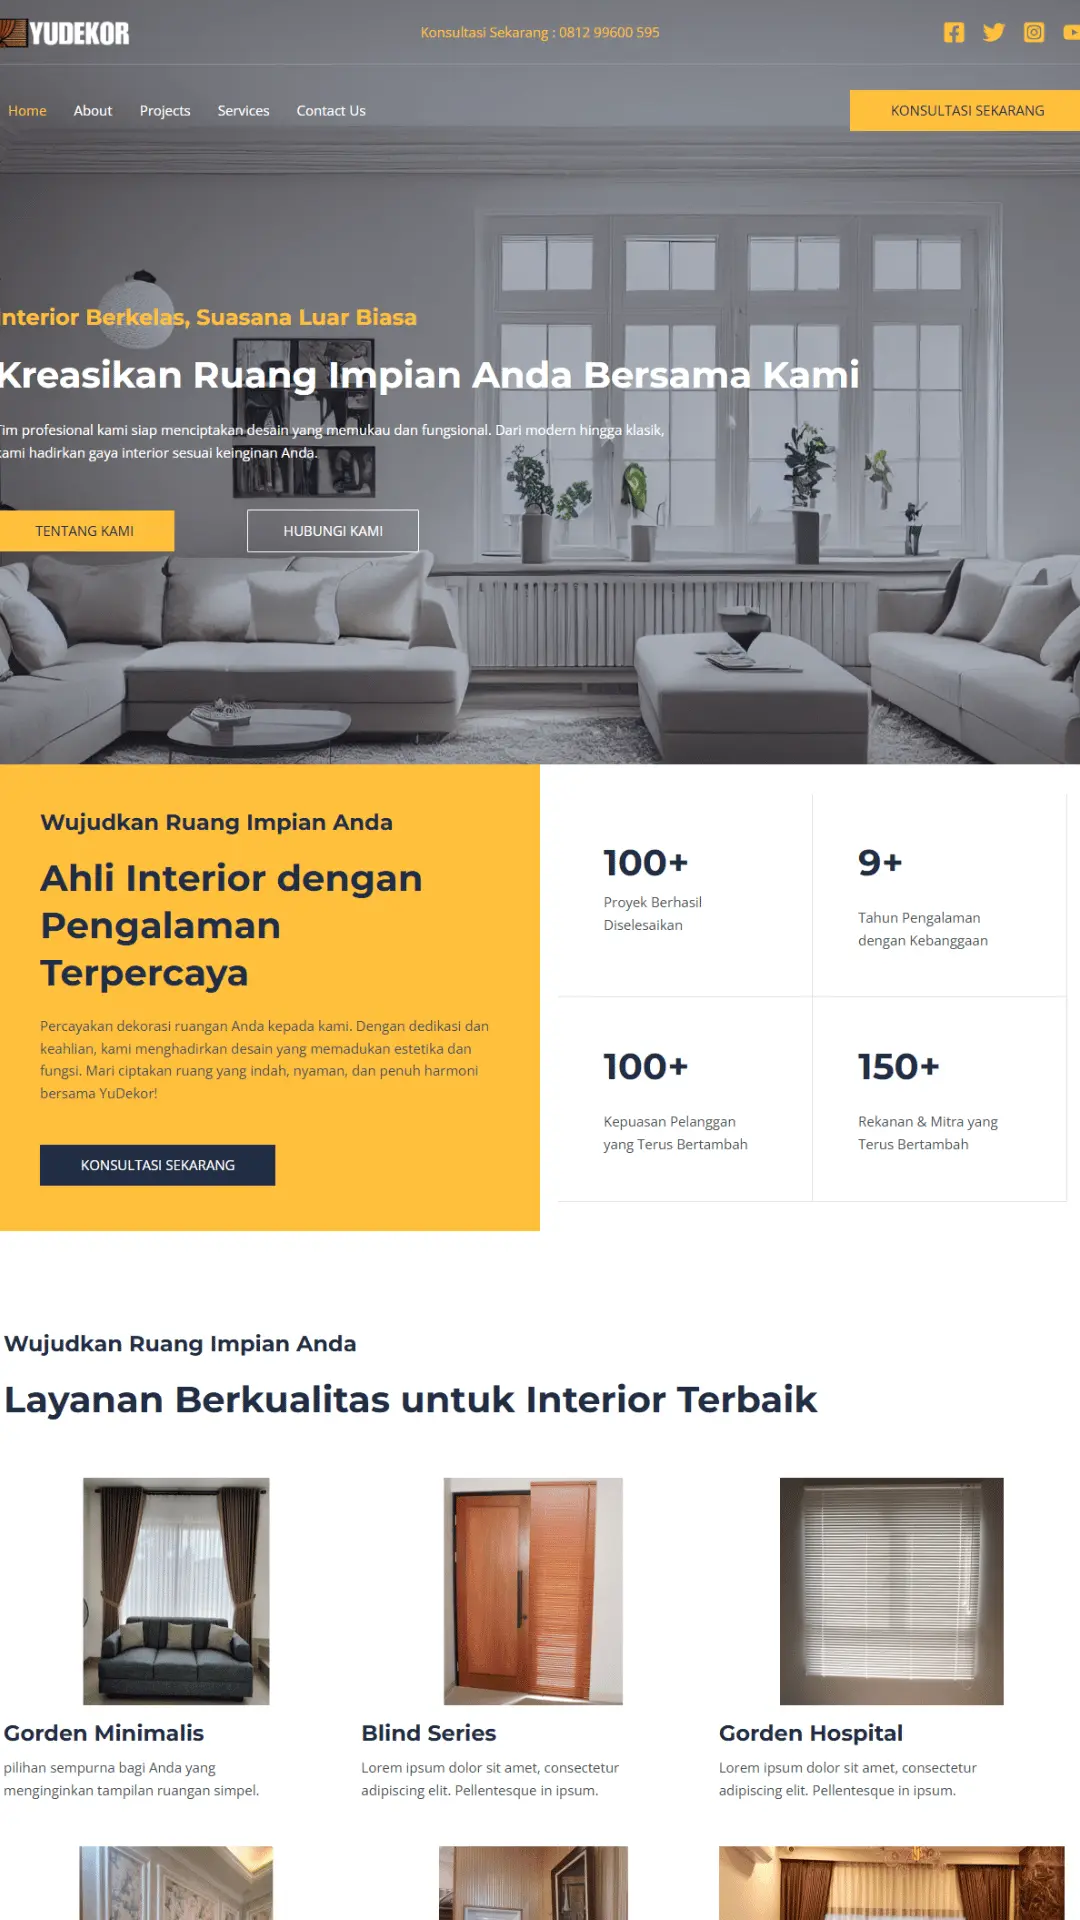 YUDEKOR
Konsultasi Sekarang : 0812 99600 595
Home About Projects Services Contact Us
KONSULTASI SEKARANG
Interior Berkelas, Suasana Luar Biasa
Kreasikan Ruang Impian Anda Bersama Kami
Tim profesional kami siap menciptakan desain yang memukau dan fungsional. Dari modern hingga klasik,
kami hadirkan gaya interior sesuai keinginan Anda.
TENTANG KAMI
HUBUNGI KAMI
Wujudkan Ruang Impian Anda
Ahli Interior dengan
Pengalaman
Terpercaya
Percayakan dekorasi ruangan Anda kepada kami. Dengan dedikasi dan
keahlian, kami menghadirkan desain yang memadukan estetika dan
fungsi. Mari ciptakan ruang yang indah, nyaman, dan penuh harmoni
bersama YuDekor!
KONSULTASI SEKARANG
100+
Proyek Berhasil
Diselesaikan
9+
Tahun Pengalaman
dengan Kebanggaan
100+
Kepuasan Pelanggan
yang Terus Bertambah
150+
Rekanan & Mitra yang
Terus Bertambah
Wujudkan Ruang Impian Anda
Layanan Berkualitas untuk Interior Terbaik
Gorden Minimalis
pilihan sempurna bagi Anda yang
menginginkan tampilan ruangan simpel.
Blind Series
Lorem ipsum dolor sit amet, consectetur
adipiscing elit. Pellentesque in ipsum.
Gorden Hospital
Lorem ipsum dolor sit amet, consectetur
adipiscing elit. Pellentesque in ipsum.